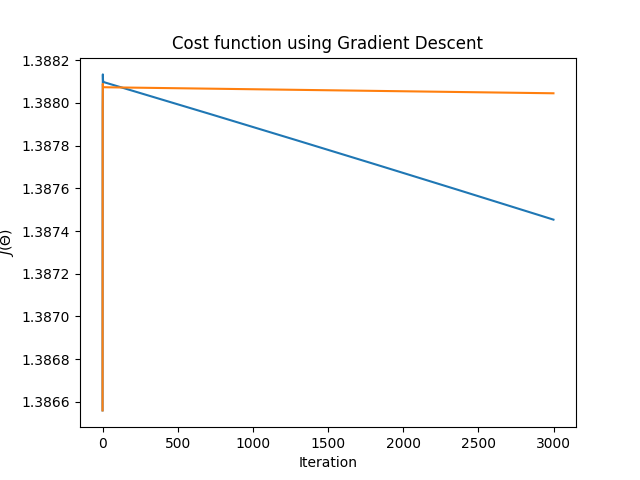 Cost function using Gradient Descent
1.3882
1.3880
1.3878
1.3876
1.3874
1.3872
1.3870
1.3868
1.3866
J(Θ)
0 500 1000 1500 2000 2500 3000
Iteration